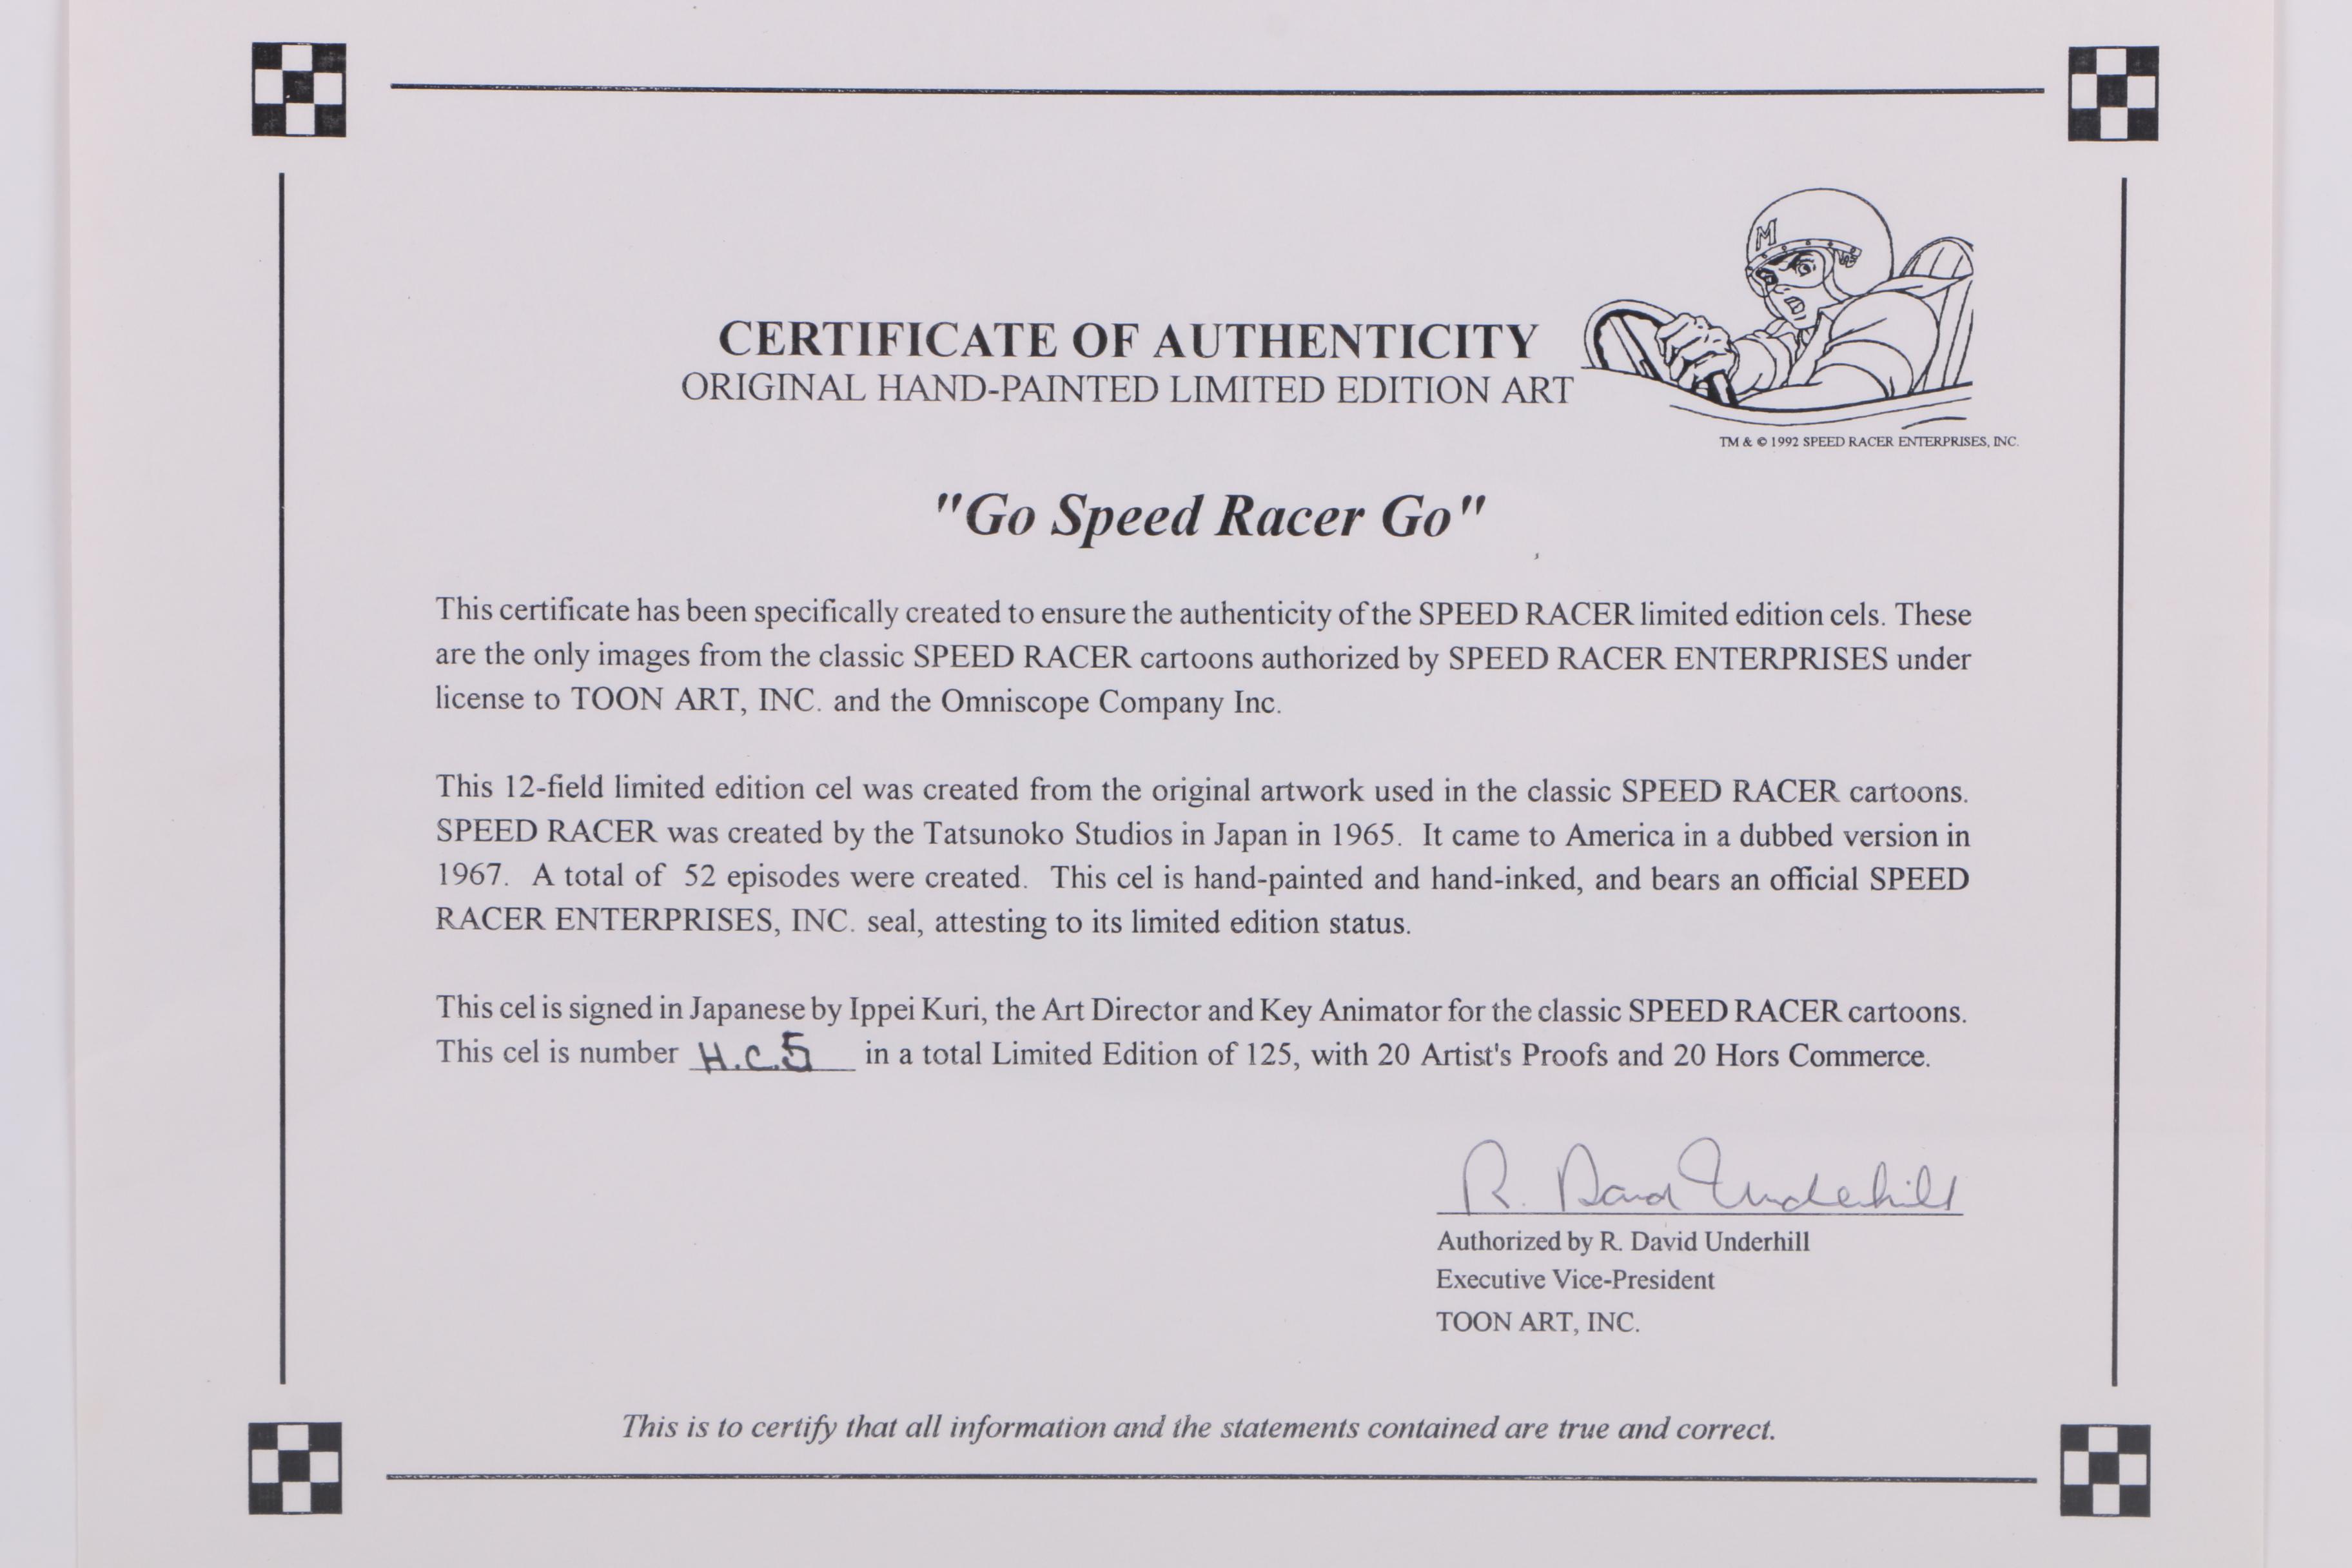 M
CERTIFICATE OF AUTHENTICITY
ORIGINAL HAND-PAINTED LIMITED EDITION ART
TM & © 1992 SPEED RACER ENTERPRISES, INC.
"Go Speed Racer Go"
This certificate has been specifically created to ensure the authenticity of the SPEED RACER limited edition cels. These
are the only images from the classic SPEED RACER cartoons authorized by SPEED RACER ENTERPRISES under
license to TOON ART, INC. and the Omniscope Company Inc.
This 12-field limited edition cel was created from the original artwork used in the classic SPEED RACER cartoons.
SPEED RACER was created by the Tatsunoko Studios in Japan in 1965. It came to America in a dubbed version in
1967. A total of 52 episodes were created. This cel is hand-painted and hand-inked, and bears an official SPEED
RACER ENTERPRISES, INC. seal, attesting to its limited edition status.
This cel is signed in Japanese by Ippei Kuri, the Art Director and Key Animator for the classic SPEED RACER cartoons.
This cel is number H.C.5 in a total Limited Edition of 125, with 20 Artist's Proofs and 20 Hors Commerce.
R. David Underhill
Authorized by R. David Underhill
Executive Vice-President
TOON ART, INC.
This is to certify that all information and the statements contained are true and correct.